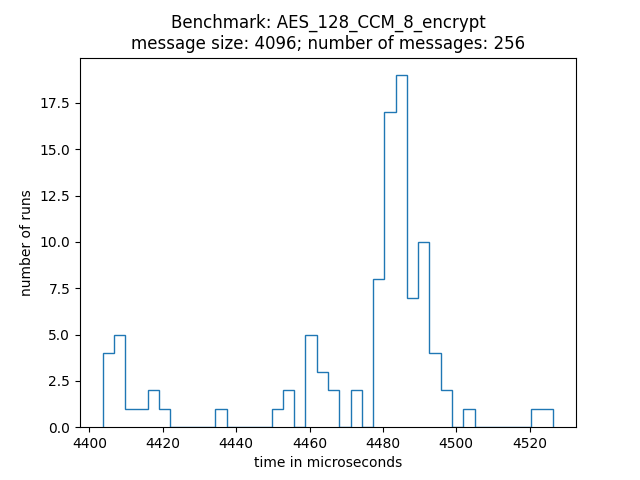 Benchmark: AES_128_CCM_8_encrypt
message size: 4096; number of messages: 256
number of runs
17.5
15.0
12.5
10.0
7.5
5.0
2.5
0.0
4400 4420 4440 4460 4480 4500 4520
time in microseconds